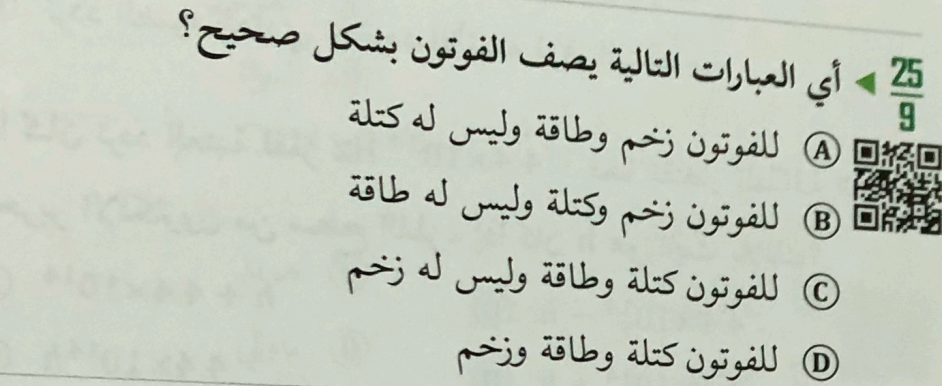 25
9
◀ أي العبارات التالية يصف الفوتون بشكل صحيح؟
A للفوتون زخم وطاقة وليس له كتلة
B للفوتون زخم وكتلة وليس له طاقة
C للفوتون كتلة وطاقة وليس له زخم
D للفوتون كتلة وطاقة وزخم